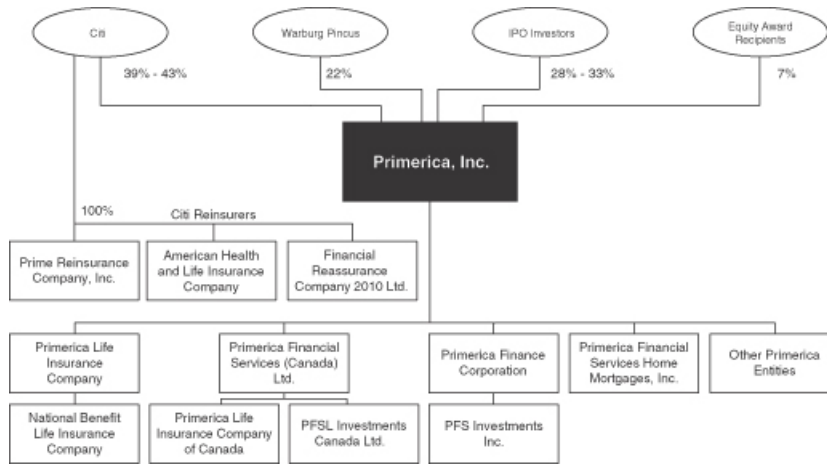 Citi
Warburg Pincus
IPO Investors
Equity Award
Recipients
39% - 43%
22%
28% - 33%
7%
Primerica, Inc.
100%
Citi Reinsurers
Prime Reinsurance
Company, Inc.
American Health
and Life Insurance
Company
Financial
Reassurance
Company 2010 Ltd.
Primerica Life
Insurance
Company
Primerica Financial
Services (Canada)
Ltd.
Primerica Finance
Corporation
Primerica Financial
Services Home
Mortgages, Inc.
Other Primerica
Entities
National Benefit
Life Insurance
Company
Primerica Life
Insurance Company
of Canada
PFSL Investments
Canada Ltd.
PFS Investments
Inc.